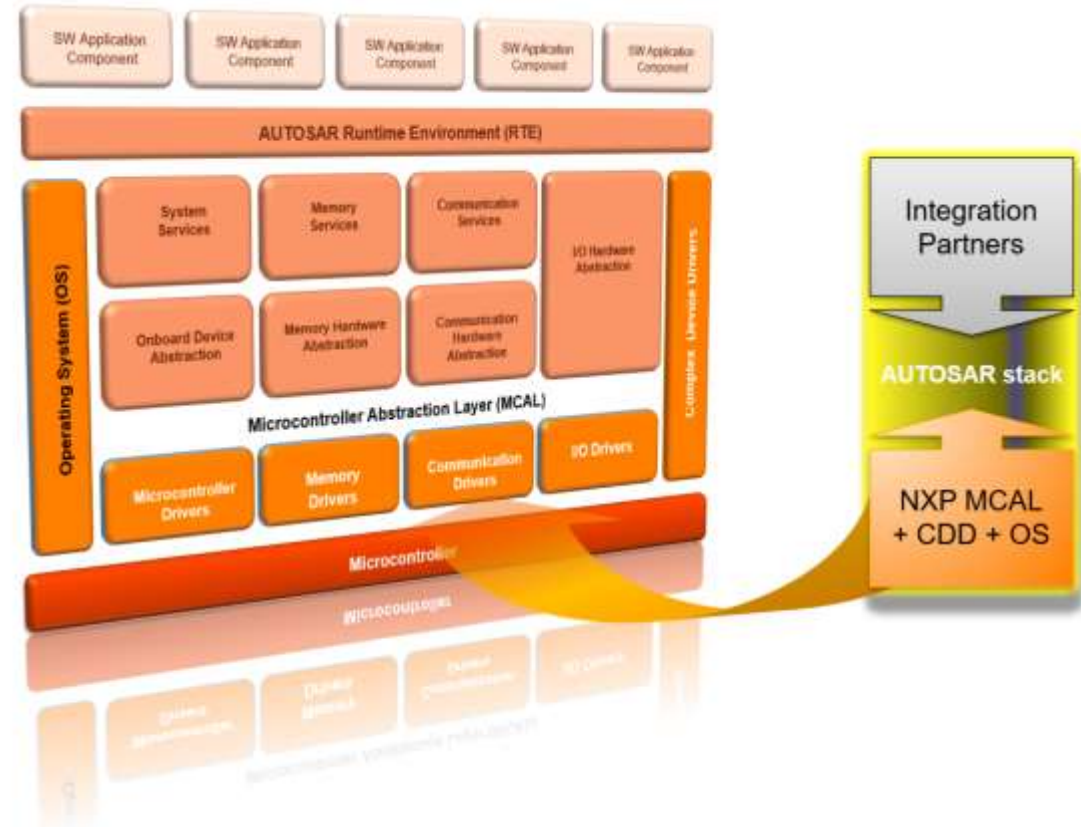 SW Application
Component
SW Application
Component
SW Application
Component
SW Application
Component
SW Application
Component
AUTOSAR Runtime Environment (RTE)
Operating System (OS)
System
Services
Memory
Services
Communication
Services
I/O Hardware
Abstraction
Complex Device Drivers
Onboard Device
Abstraction
Memory Hardware
Abstraction
Communication
Hardware
Abstraction
Microcontroller Abstraction Layer (MCAL)
Microcontroller
Drivers
Memory
Drivers
Communication
Drivers
I/O Drivers
Microcontroller
Integration
Partners
AUTOSAR stack
NXP MCAL
+ CDD + OS